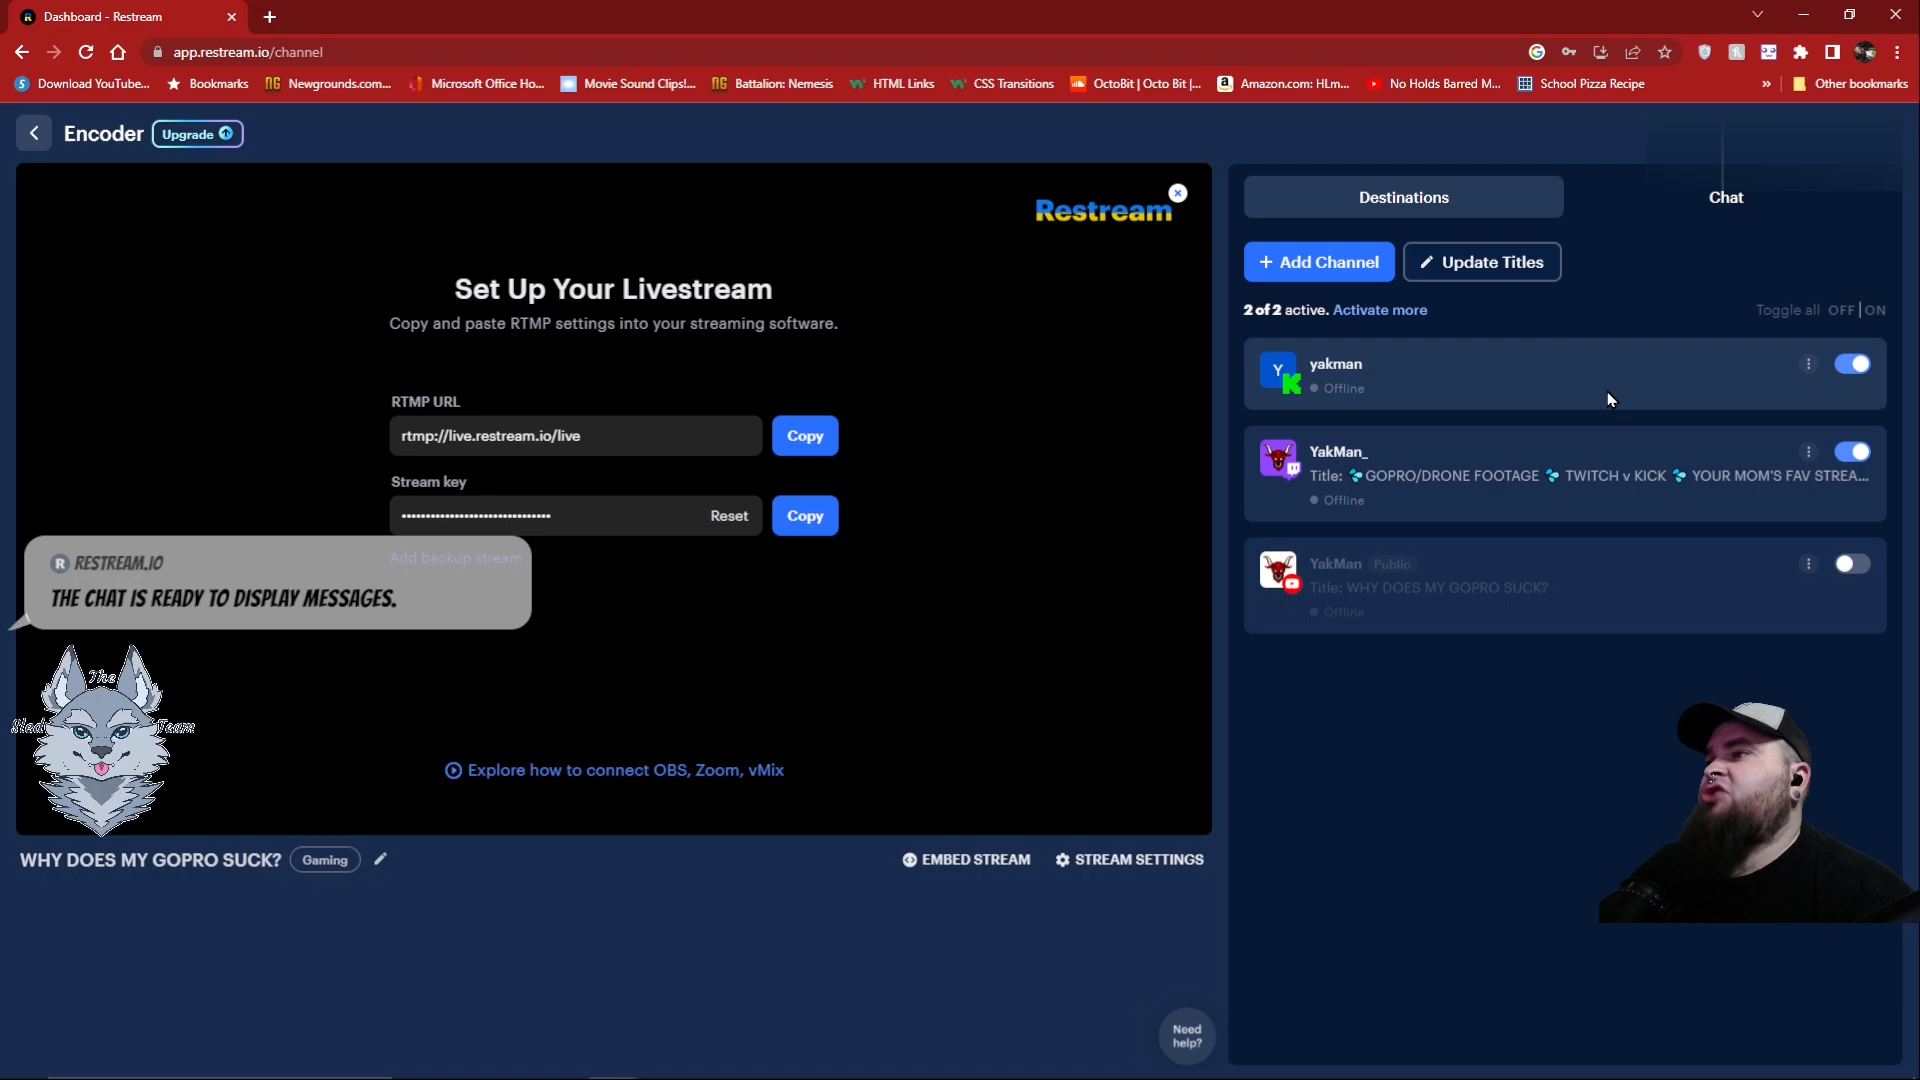 Dashboard - Restream
app.restream.io/channel
Download YouTube...
Bookmarks
Newgrounds.com...
Microsoft Office Ho...
Movie Sound Clips!...
Battalion: Nemesis
HTML Links
CSS Transitions
OctoBit | Octo Bit |...
Amazon.com: HLm...
No Holds Barred M...
School Pizza Recipe
»
Other bookmarks
Encoder
Upgrade
Restream
Set Up Your Livestream
Copy and paste RTMP settings into your streaming software.
RTMP URL
rtmp://live.restream.io/live
Copy
Stream key
Reset
Copy
Add backup stream
RESTREAM.IO
THE CHAT IS READY TO DISPLAY MESSAGES.
The
Sled Team
Explore how to connect OBS, Zoom, vMix
WHY DOES MY GOPRO SUCK?
Gaming
EMBED STREAM
STREAM SETTINGS
Need
help?
Destinations
Chat
+ Add Channel
Update Titles
2 of 2 active. Activate more
Toggle all OFF | ON
Y
yakman
Offline
YakMan_
Title: GOPRO/DRONE FOOTAGE TWITCH v KICK YOUR MOM'S FAV STREA...
Offline
YakMan Public
Title: WHY DOES MY GOPRO SUCK?
Offline